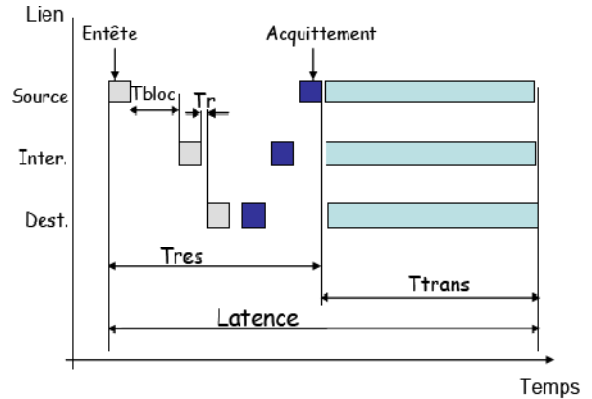 Lien
Entête
Acquittement
Source
Tbloc
Tr
Inter.
Dest.
Tres
Ttrans
Latence
Temps